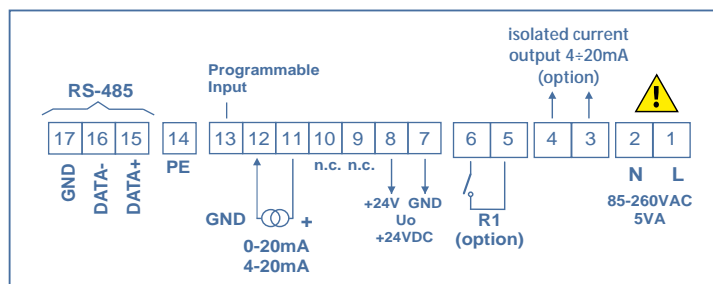 isolated current
output 4÷20mA
(option)
Programmable
Input
RS-485
17 16 15 14 13 12 11 10 9 8 7 6 5 4 3 2 1
GND DATA- DATA+ PE n.c. n.c. N L
+24V GND
Uo
+24VDC
GND +
0-20mA
4-20mA
R1
(option)
85-260VAC
5VA
!